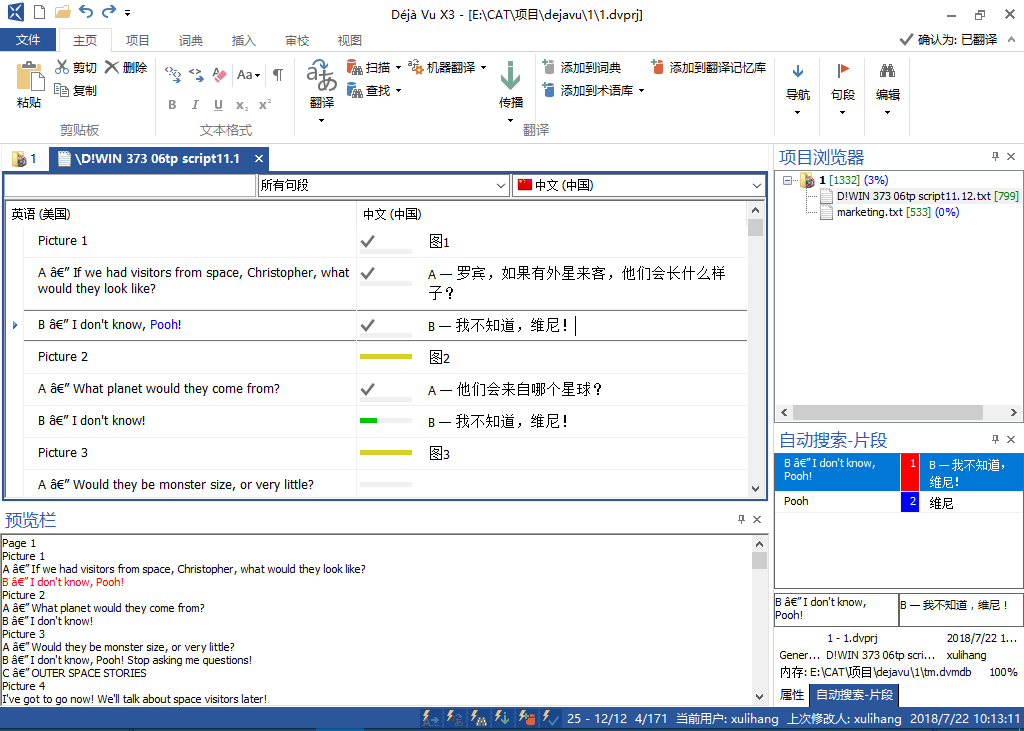 Déjà Vu X3 - [E:\CAT\项目\dejavu\1\1.dvprj]
文件 主页 项目 词典 插入 审校 视图 确认为: 已翻译
粘贴 剪切 复制 删除
剪贴板
Aa
B I U x₂ x²
文本格式
翻译 扫描 查找 机器翻译 传播 添加到词典 添加到术语库 添加到翻译记忆库
翻译
导航 句段 编辑
1 \D!WIN 373 06tp script11.1
所有句段 中文 (中国)
英语 (美国) 中文 (中国)
Picture 1 图1
A â€” If we had visitors from space, Christopher, what would they look like? A — 罗宾，如果有外星来客，他们会长什么样子？
B â€” I don't know, Pooh! B — 我不知道，维尼！
Picture 2 图2
A â€” What planet would they come from? A — 他们会来自哪个星球？
B â€” I don't know! B — 我不知道，维尼！
Picture 3 图3
A â€” Would they be monster size, or very little?
预览栏
Page 1
Picture 1
A â€” If we had visitors from space, Christopher, what would they look like?
B â€” I don't know, Pooh!
Picture 2
A â€” What planet would they come from?
B â€” I don't know!
Picture 3
A â€” Would they be monster size, or very little?
B â€” I don't know, Pooh! Stop asking me questions!
C â€” OUTER SPACE STORIES
Picture 4
I've got to go now! We'll talk about space visitors later!
项目浏览器
1 [1332] (3%)
D!WIN 373 06tp script11.12.txt [799]
marketing.txt [533] (0%)
自动搜索-片段
B â€” I don't know, Pooh! 1 B — 我不知道，维尼！
Pooh 2 维尼
B â€” I don't know, Pooh! B — 我不知道，维尼！
1 - 1.dvprj 2018/7/22 1...
Gener... D!WIN 373 06tp scri... xulihang
内存: E:\CAT\项目\dejavu\1\tm.dvmdb 100%
属性 自动搜索-片段
25 - 12/12 4/171 当前用户: xulihang 上次修改人: xulihang 2018/7/22 10:13:11